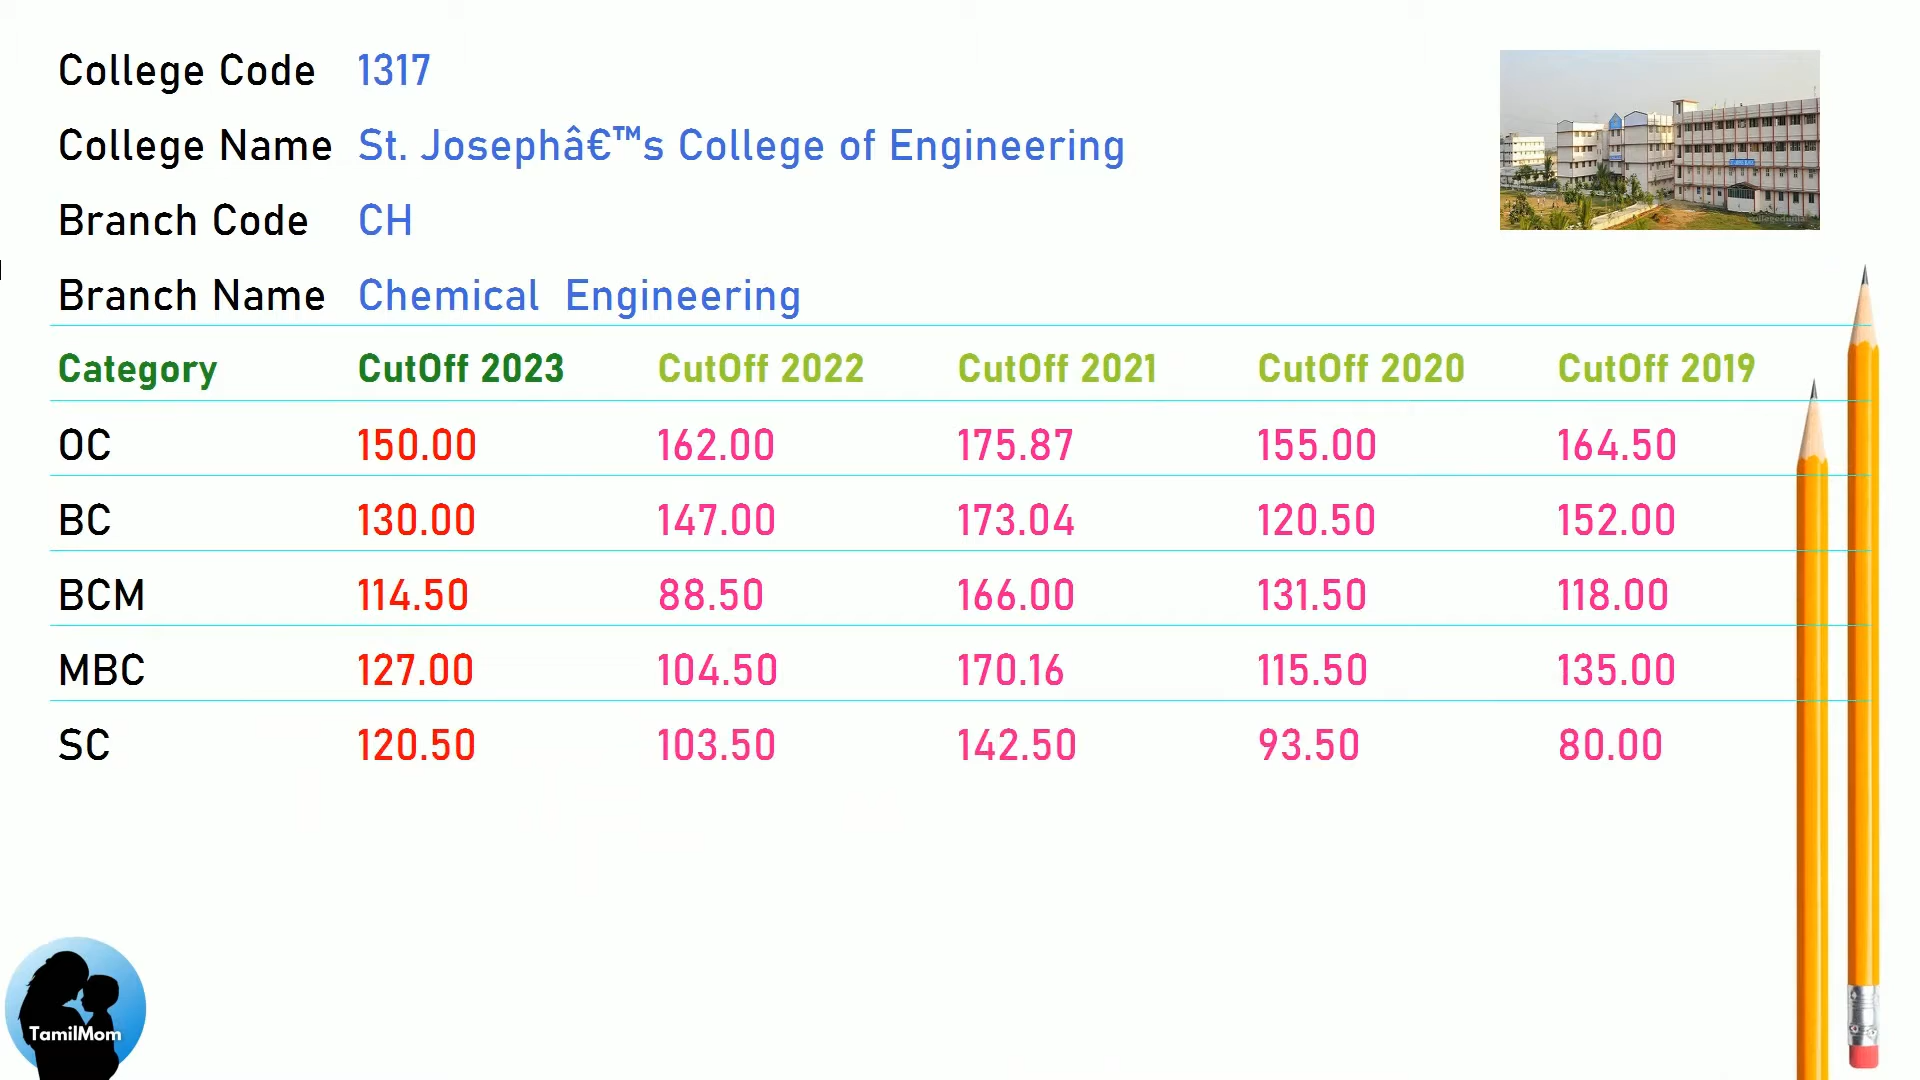 College Code 1317
College Name St. Josephâ€™s College of Engineering
Branch Code CH
Branch Name Chemical Engineering
Category CutOff 2023 CutOff 2022 CutOff 2021 CutOff 2020 CutOff 2019
OC 150.00 162.00 175.87 155.00 164.50
BC 130.00 147.00 173.04 120.50 152.00
BCM 114.50 88.50 166.00 131.50 118.00
MBC 127.00 104.50 170.16 115.50 135.00
SC 120.50 103.50 142.50 93.50 80.00
TamilMom